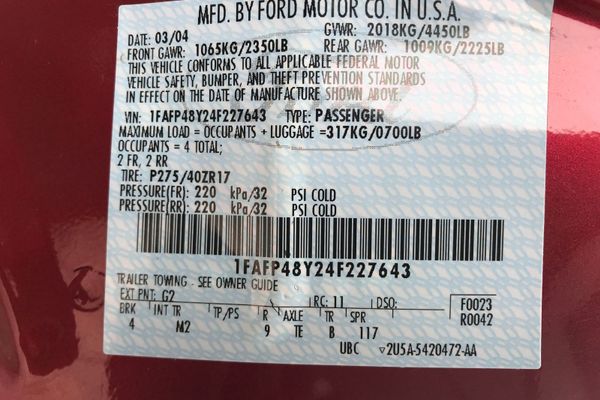 MFD. BY FORD MOTOR CO. IN U.S.A.
DATE: 03/04 GVWR: 2018KG/4450LB
FRONT GAWR: 1065KG/2350LB REAR GAWR: 1009KG/2225LB
THIS VEHICLE CONFORMS TO ALL APPLICABLE FEDERAL MOTOR
VEHICLE SAFETY, BUMPER, AND THEFT PREVENTION STANDARDS
IN EFFECT ON THE DATE OF MANUFACTURE SHOWN ABOVE.
VIN: 1FAFP48Y24F227643 TYPE: PASSENGER
MAXIMUM LOAD = OCCUPANTS + LUGGAGE =317KG/0700LB
OCCUPANTS = 4 TOTAL;
2 FR, 2 RR
TIRE: P275/40ZR17
PRESSURE(FR): 220 kPa/32 PSI COLD
PRESSURE(RR): 220 kPa/32 PSI COLD
1FAFP48Y24F227643
TRAILER TOWING - SEE OWNER GUIDE
EXT PNT: G2 RC: 11 DSO: F0023
BRK INT TR TP/PS R AXLE TR SPR R0042
4 M2 9 TE B 117
UBC 2U5A-5420472-AA